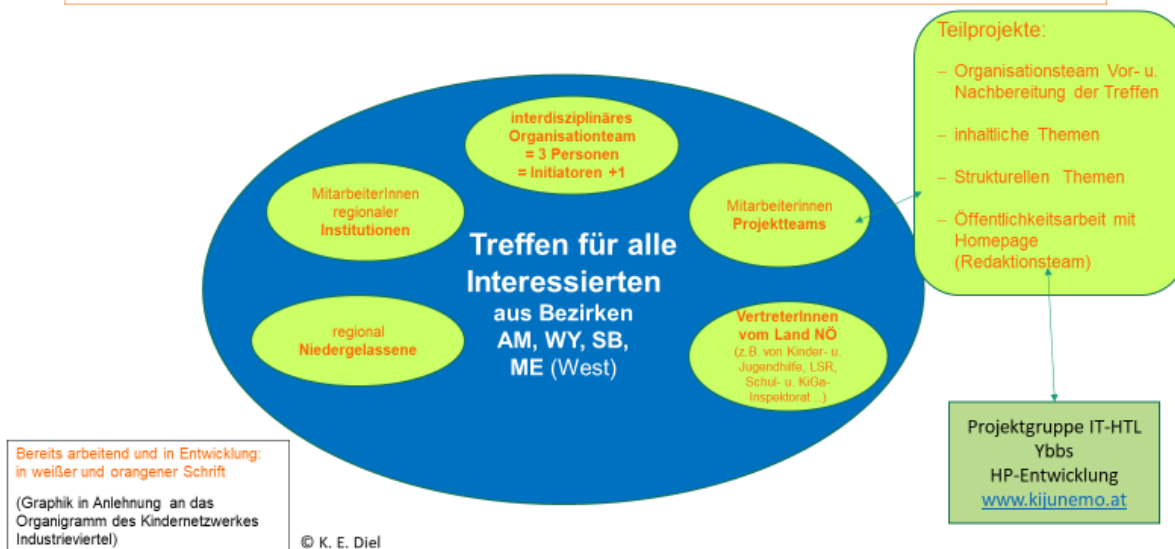 Teilprojekte:
– Organisationsteam Vor- u.
Nachbereitung der Treffen
– inhaltliche Themen
– Strukturellen Themen
– Öffentlichkeitsarbeit mit
Homepage
(Redaktionsteam)
interdisziplinäres
Organisationteam
= 3 Personen
= Initiatoren +1
MitarbeiterInnen
regionaler
Institutionen
Mitarbeiterinnen
Projektteams
Treffen für alle
Interessierten
aus Bezirken
AM, WY, SB,
ME (West)
regional
Niedergelassene
VertreterInnen
vom Land NÖ
(z.B. von Kinder- u.
Jugendhilfe, LSR,
Schul- u. KiGa-
Inspektorat ...)
Projektgruppe IT-HTL
Ybbs
HP-Entwicklung
www.kijunemo.at
Bereits arbeitend und in Entwicklung:
in weißer und orangener Schrift
(Graphik in Anlehnung an das
Organigramm des Kindernetzwerkes
Industrieviertel)
© K. E. Diel